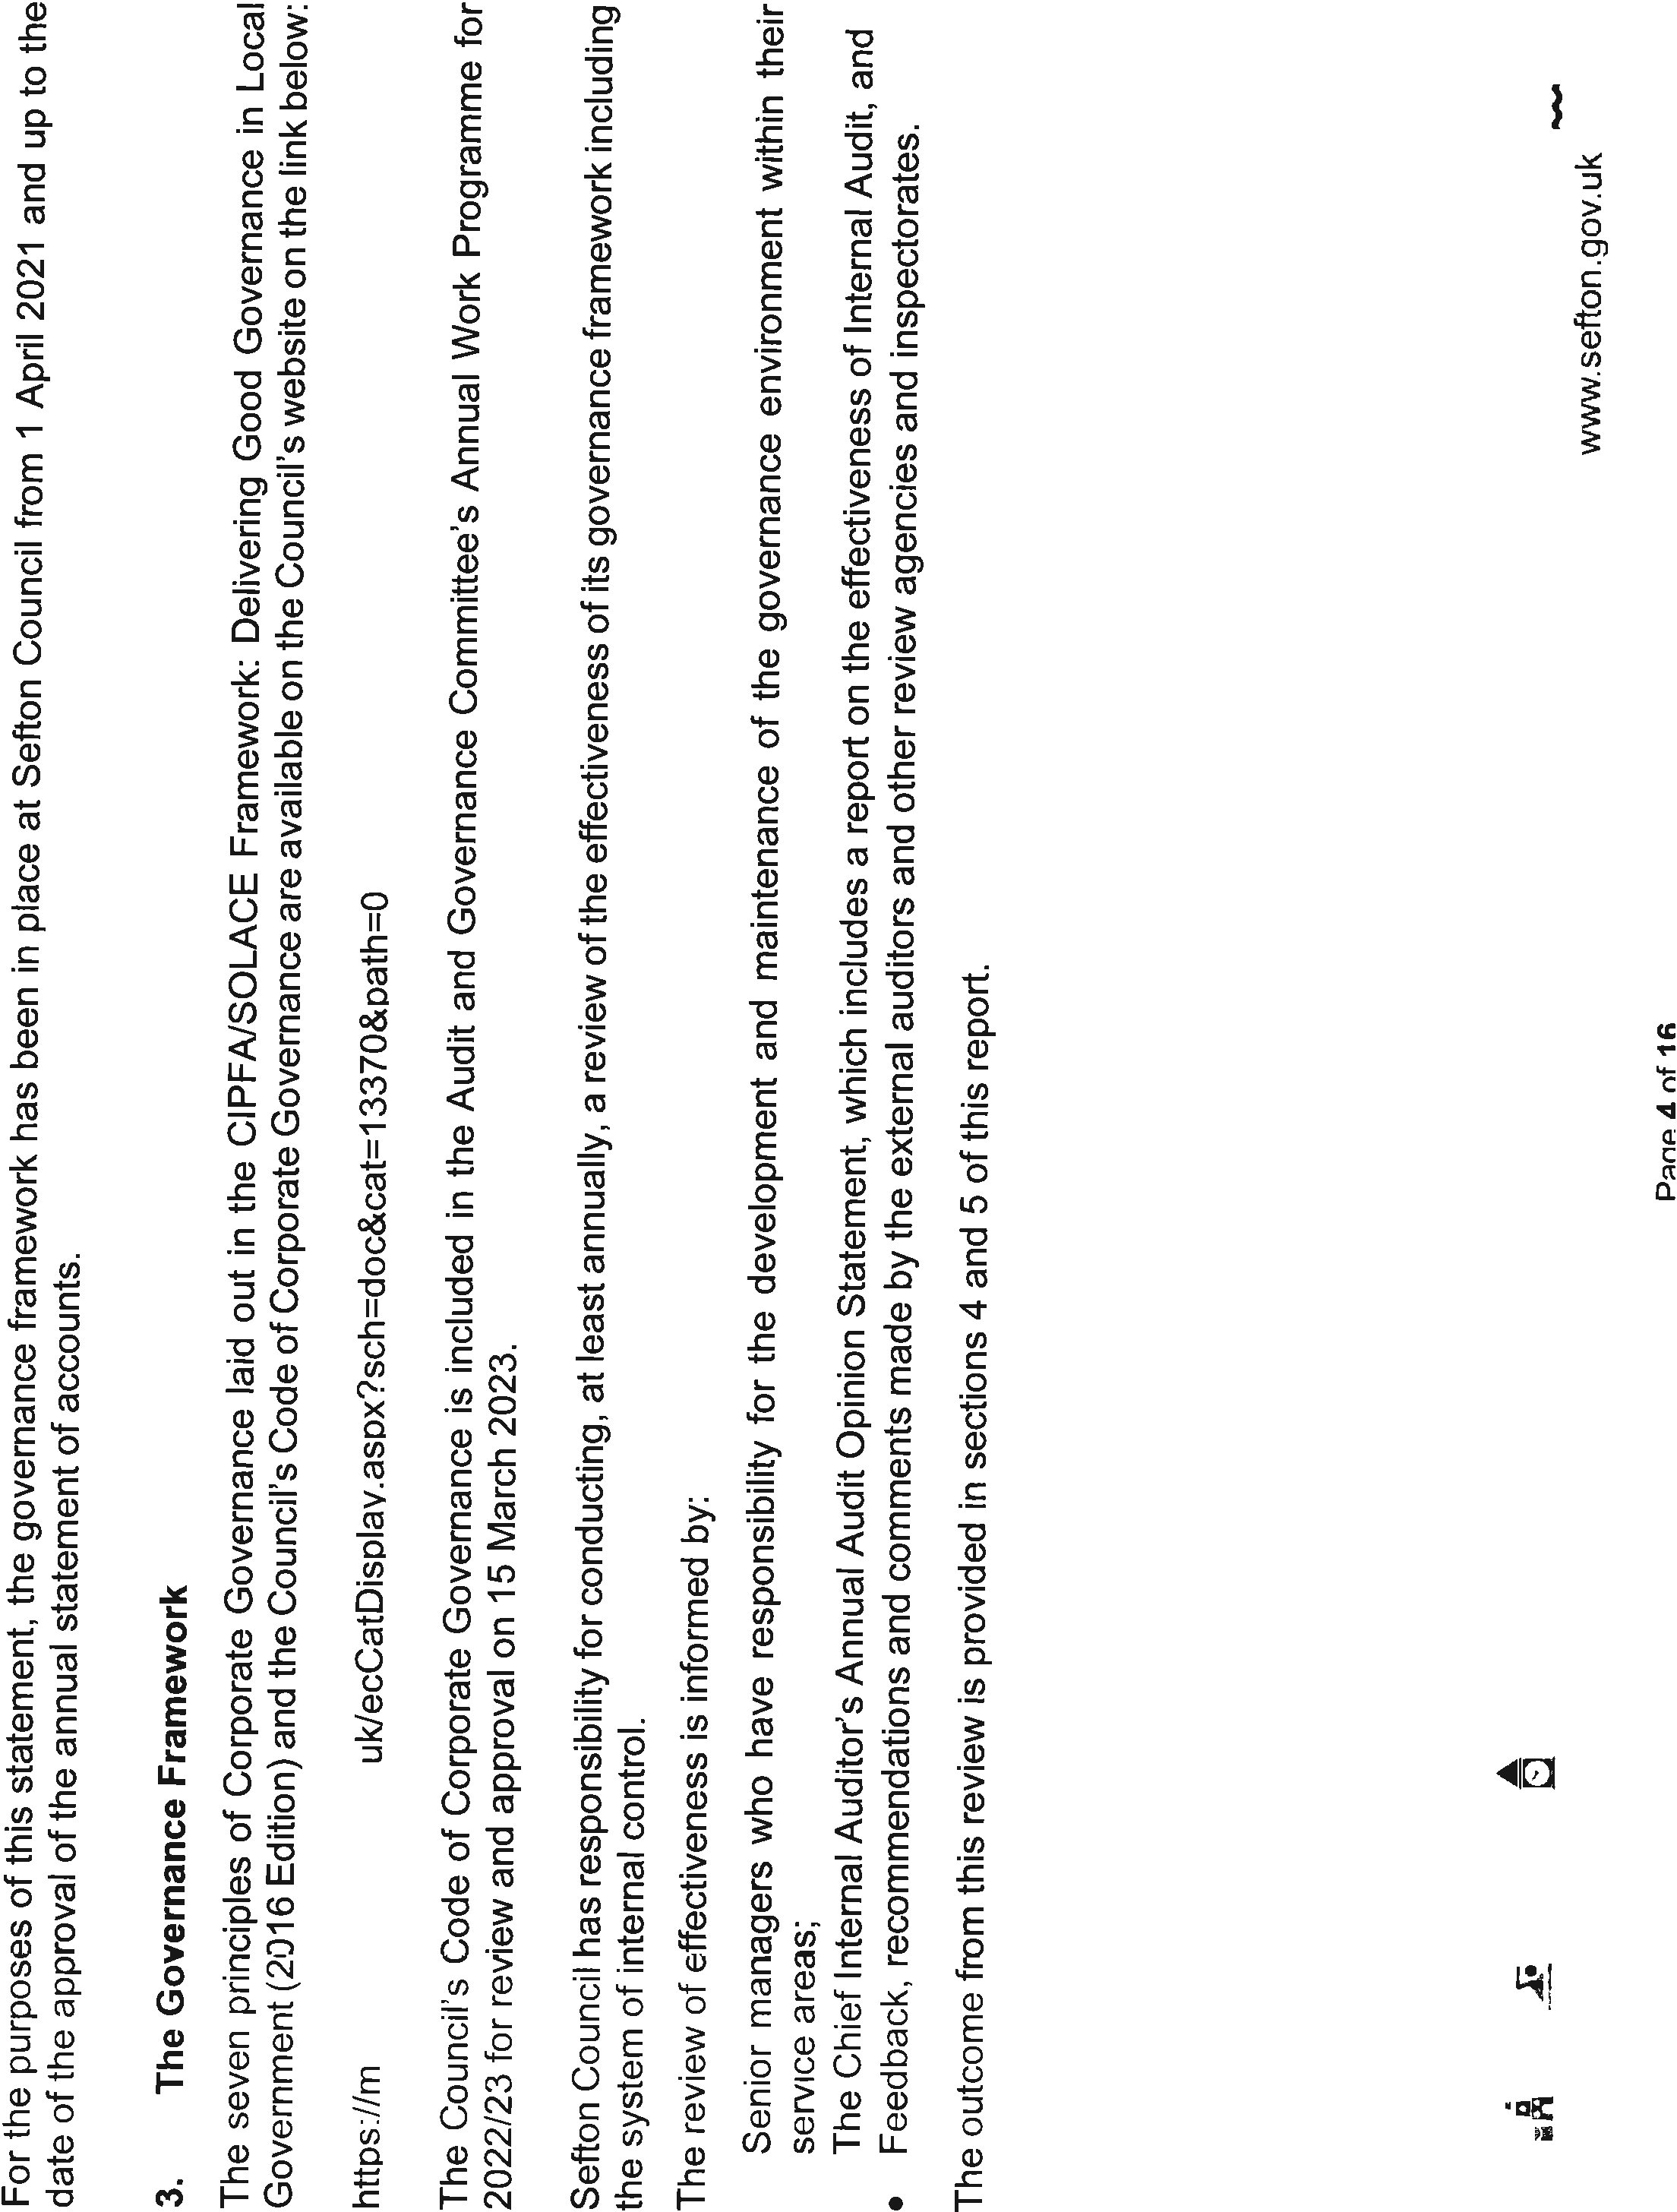 For the purposes of this statement, the governance framework has been in place at Sefton Council from 1 April 2021 and up to the
date of the approval of the annual statement of accounts.
3. The Governance Framework
The seven principles of Corporate Governance laid out in the CIPFA/SOLACE Framework: Delivering Good Governance in Local
Government (2016 Edition) and the Council's Code of Corporate Governance are available on the Council's website on the link below:
https://m uk/ecCatDisplay.aspx?sch=doc&cat=13370&path=0
The Council's Code of Corporate Governance is included in the Audit and Governance Committee's Annual Work Programme for
2022/23 for review and approval on 15 March 2023.
Sefton Council has responsibility for conducting, at least annually, a review of the effectiveness of its governance framework including
the system of internal control.
The review of effectiveness is informed by:
Senior managers who have responsibility for the development and maintenance of the governance environment within their
service areas;
The Chief Internal Auditor's Annual Audit Opinion Statement, which includes a report on the effectiveness of Internal Audit, and
• Feedback, recommendations and comments made by the external auditors and other review agencies and inspectorates.
The outcome from this review is provided in sections 4 and 5 of this report.
www.sefton.gov.uk
Page 4 of 16